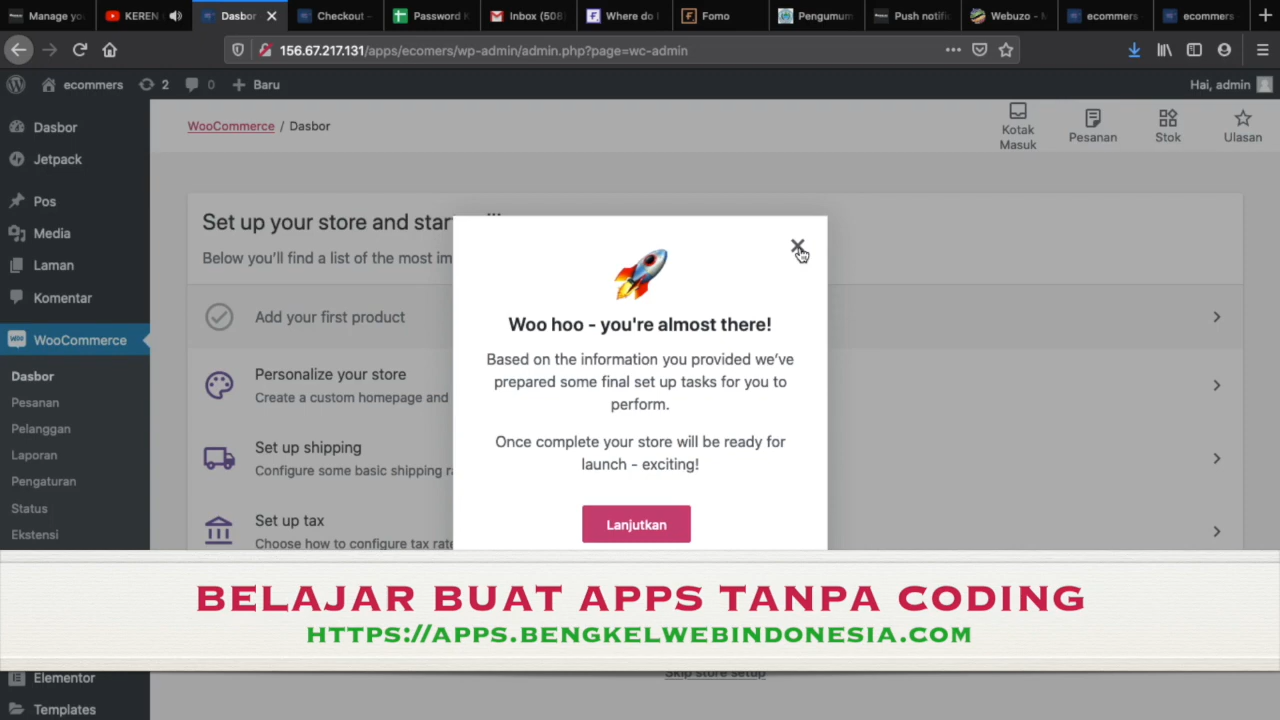 Manage yo
KEREN
Dasbor
Checkout –
Password K
Inbox (508
Where do I
Fomo
Pengumum
Push notific
Webuzo - M
ecommers
ecommers
156.67.217.131/apps/ecomers/wp-admin/admin.php?page=wc-admin
ecommers
2
0
Baru
Hai, admin
Dasbor
Jetpack
Pos
Media
Laman
Komentar
WooCommerce
Dasbor
Pesanan
Pelanggan
Laporan
Pengaturan
Status
Ekstensi
Elementor
Templates
WooCommerce / Dasbor
Kotak
Masuk
Pesanan
Stok
Ulasan
Set up your store and star
Below you'll find a list of the most im
Add your first product
Personalize your store
Create a custom homepage and
Set up shipping
Configure some basic shipping ra
Set up tax
Choose how to configure tax rate
Woo hoo - you're almost there!
Based on the information you provided we've
prepared some final set up tasks for you to
perform.
Once complete your store will be ready for
launch - exciting!
Lanjutkan
BELAJAR BUAT APPS TANPA CODING
HTTPS://APPS.BENGKELWEBINDONESIA.COM
Skip store setup